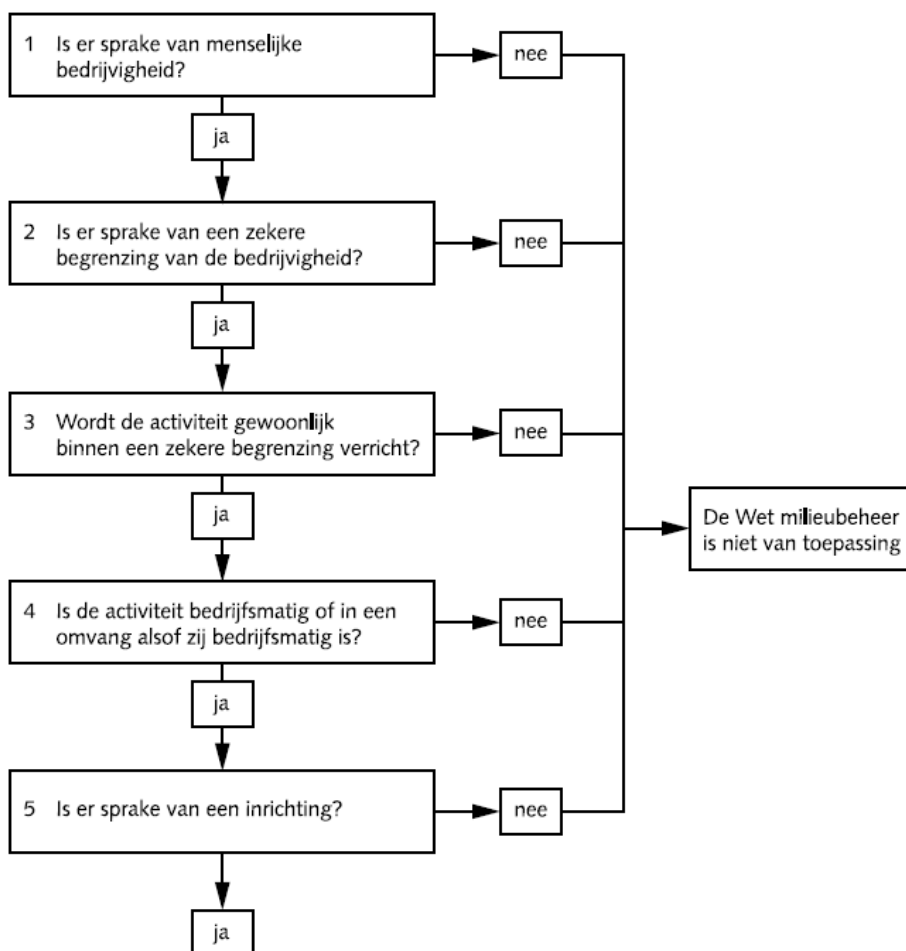 1 Is er sprake van menselijke
bedrijvigheid?
nee
ja
2 Is er sprake van een zekere
begrenzing van de bedrijvigheid?
nee
ja
3 Wordt de activiteit gewoonlijk
binnen een zekere begrenzing verricht?
nee
ja
De Wet milieubeheer
is niet van toepassing
4 Is de activiteit bedrijfsmatig of in een
omvang alsof zij bedrijfsmatig is?
nee
ja
5 Is er sprake van een inrichting?
nee
ja